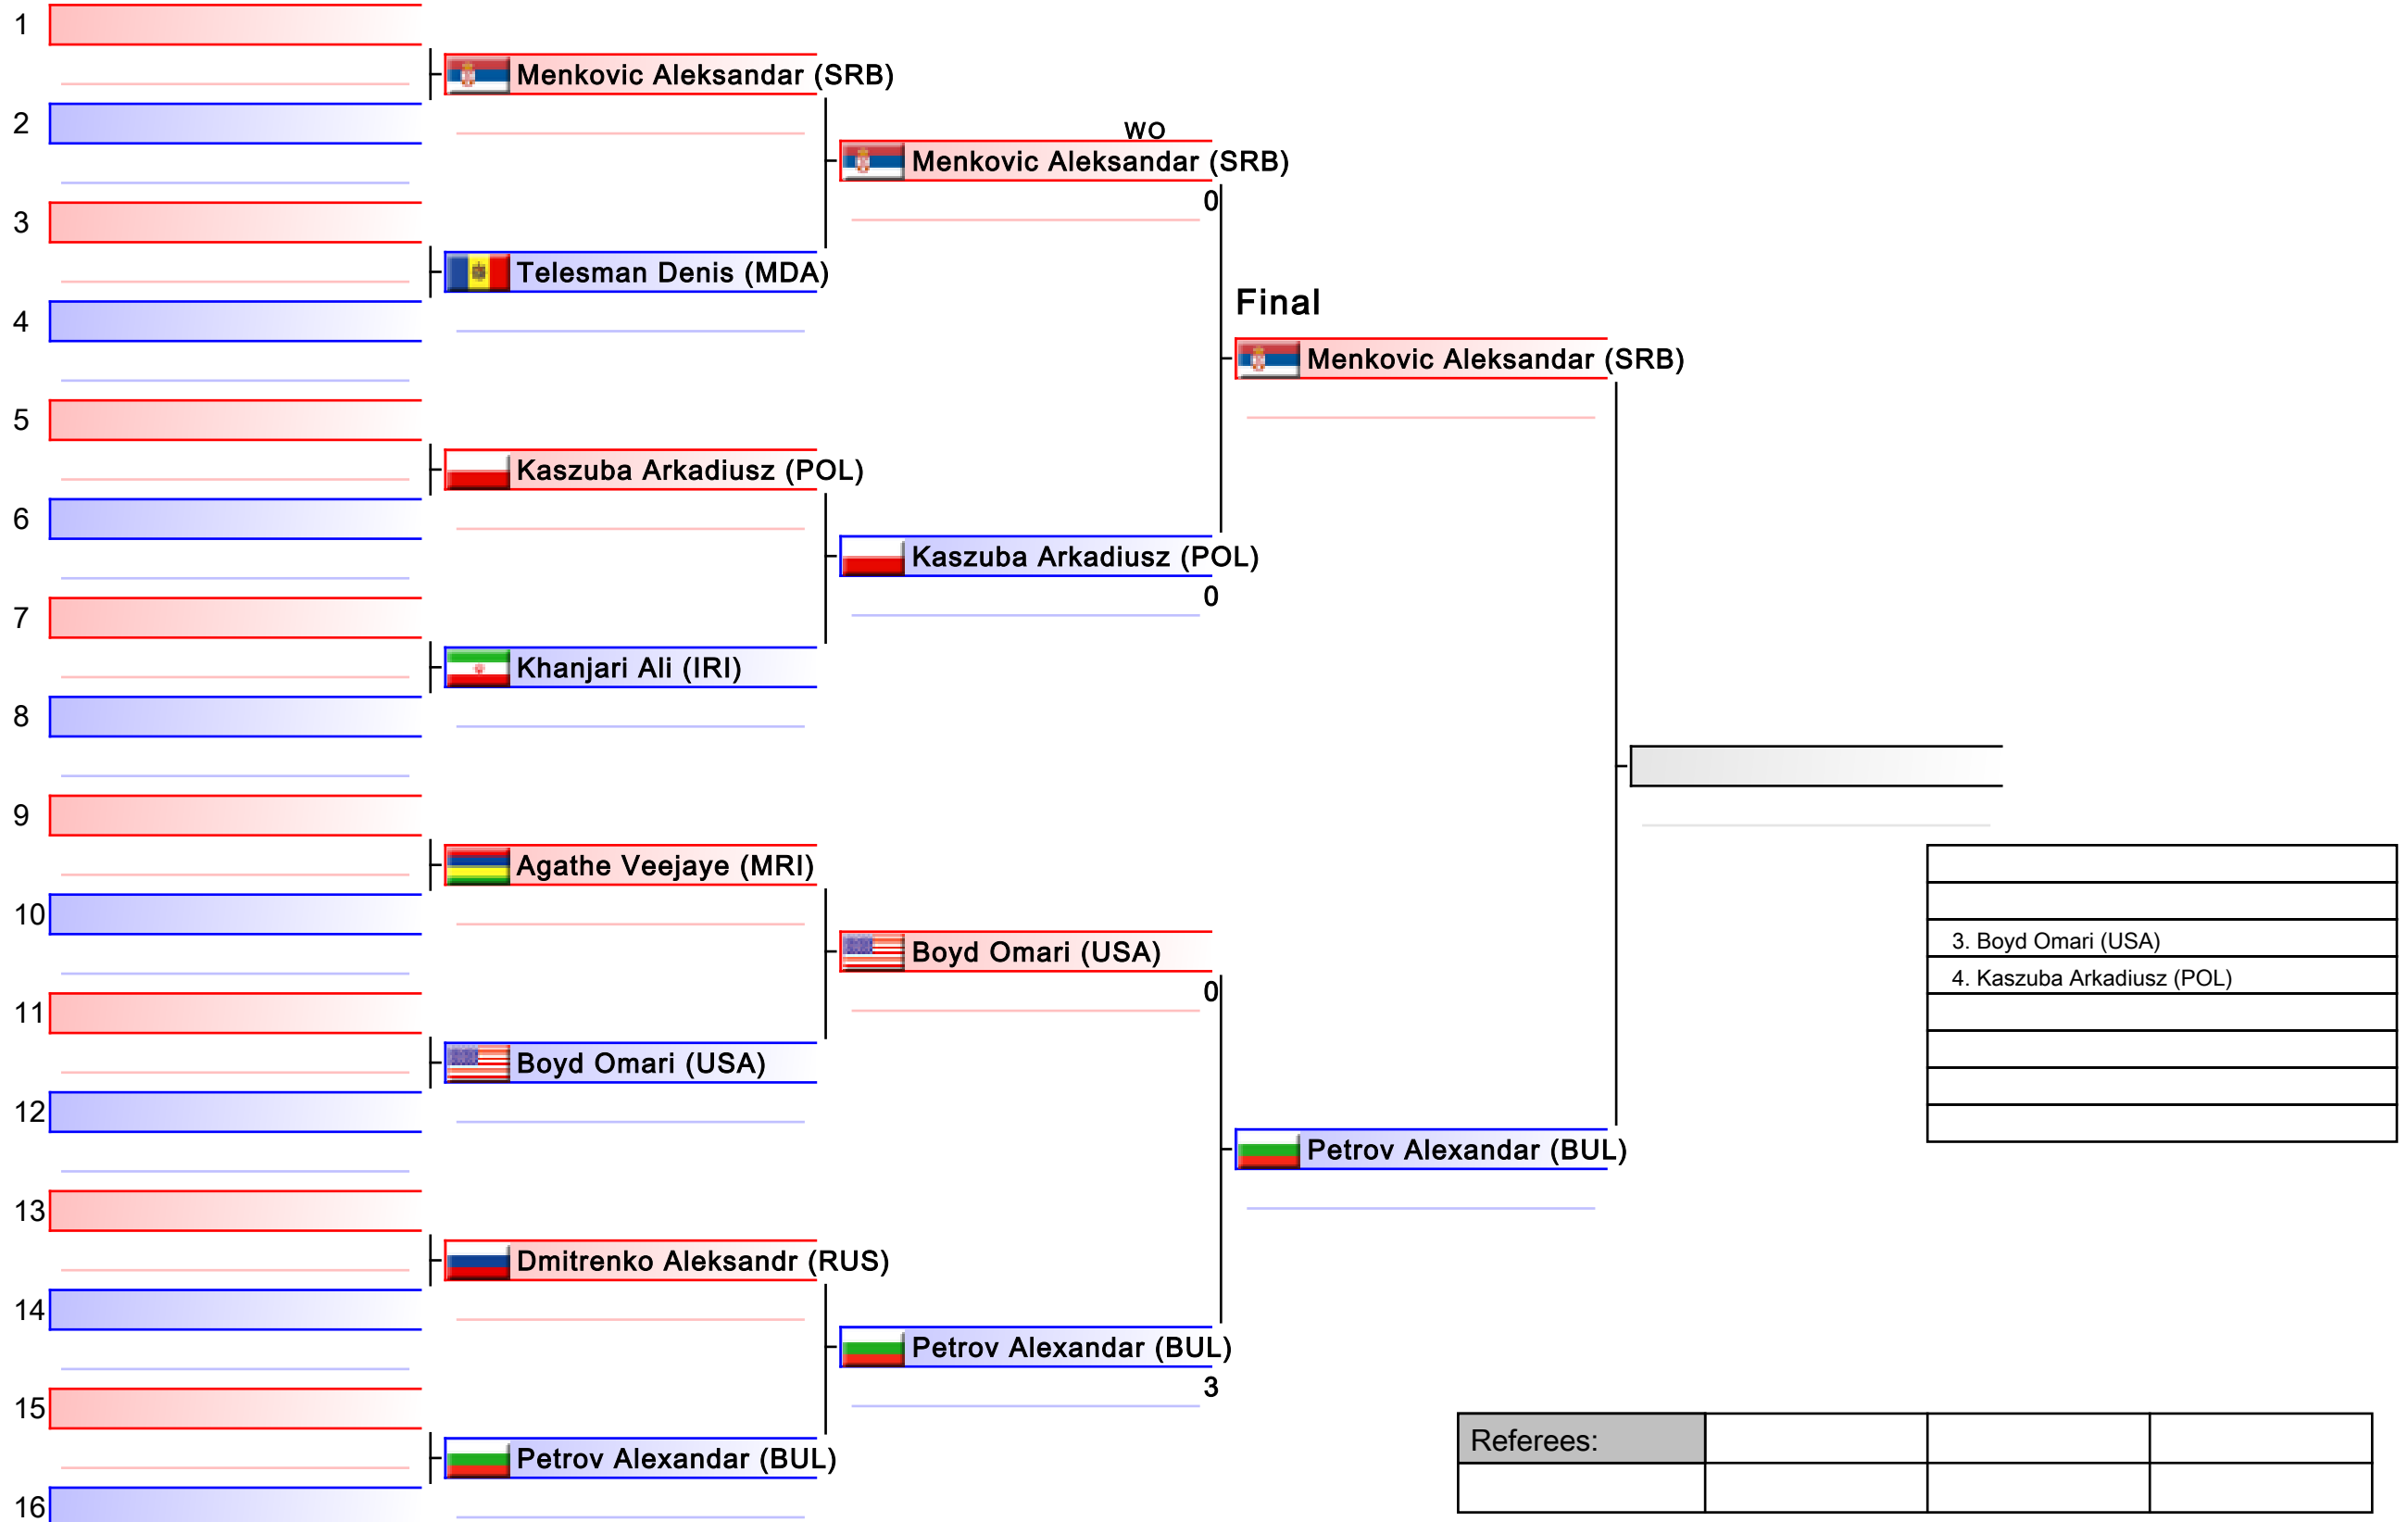 1
Menkovic Aleksandar (SRB)
2
wo
Menkovic Aleksandar (SRB)
0
3
Telesman Denis (MDA)
Final
4
Menkovic Aleksandar (SRB)
5
Kaszuba Arkadiusz (POL)
6
Kaszuba Arkadiusz (POL)
0
7
Khanjari Ali (IRI)
8
9
Agathe Veejaye (MRI)
10
Boyd Omari (USA)
3. Boyd Omari (USA)
4. Kaszuba Arkadiusz (POL)
0
11
Boyd Omari (USA)
12
Petrov Alexandar (BUL)
13
Dmitrenko Aleksandr (RUS)
14
Petrov Alexandar (BUL)
3
15
Referees:
Petrov Alexandar (BUL)
16